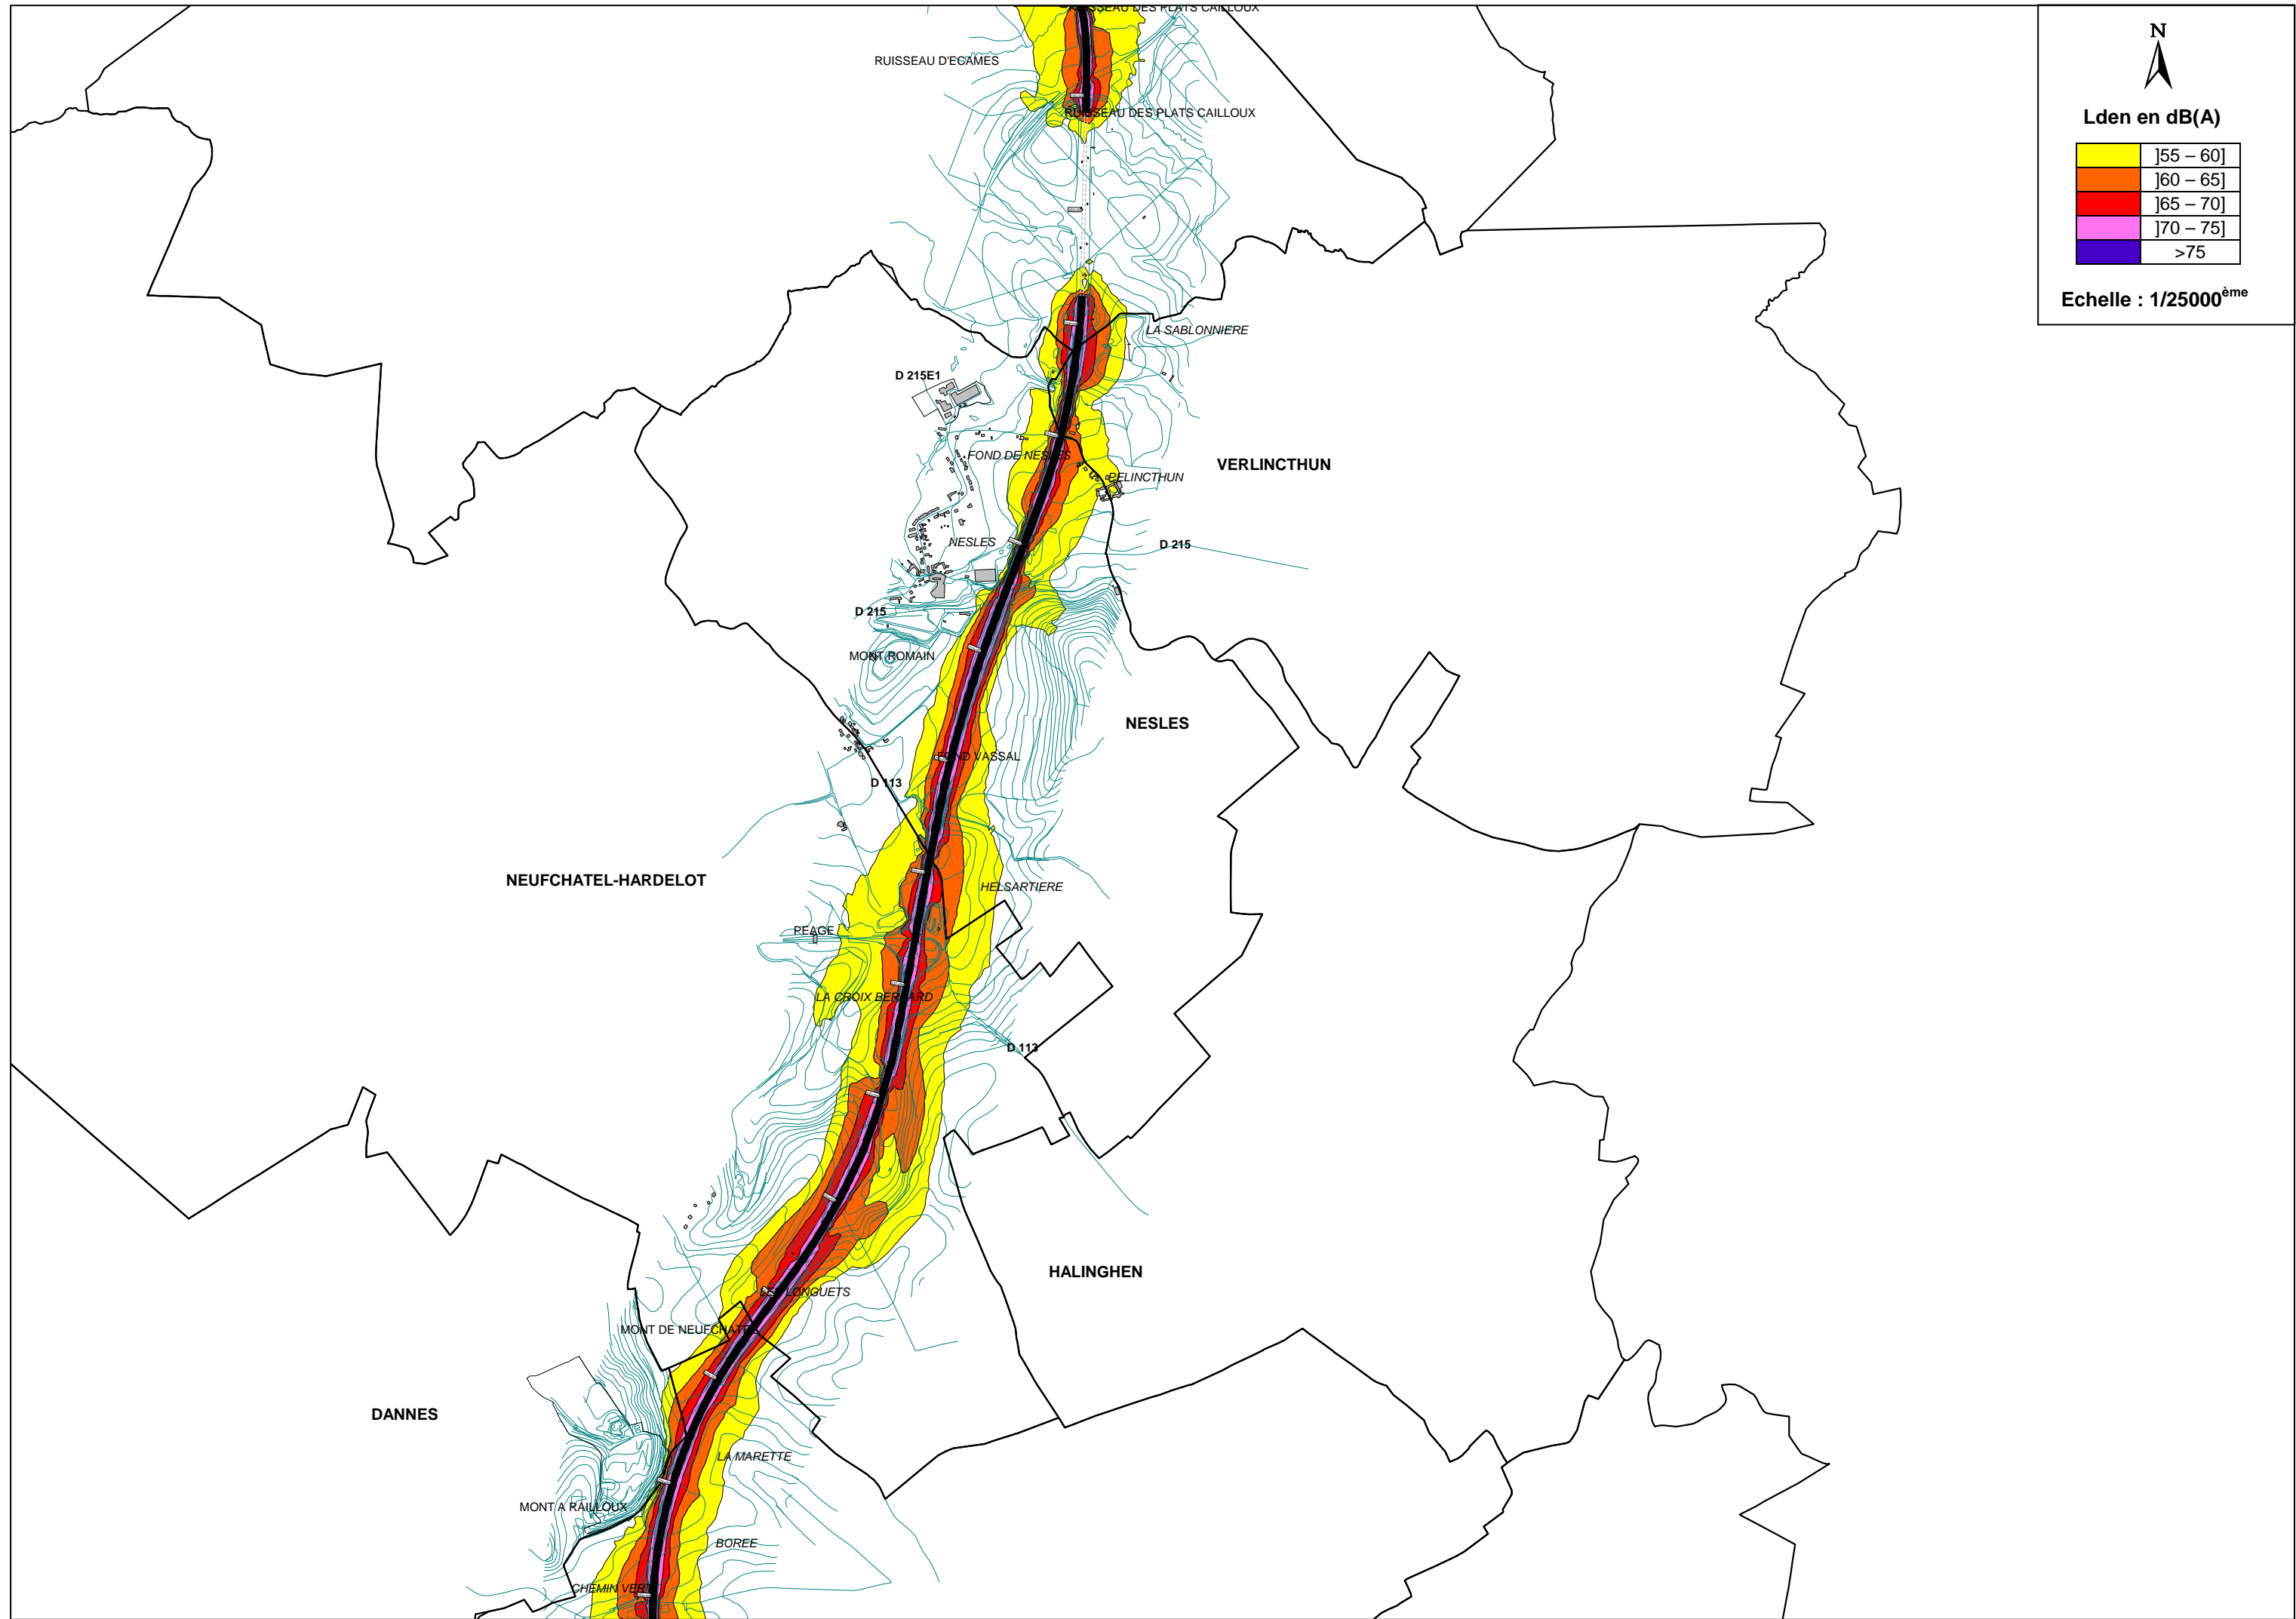 RUISSEAU DES PLATS CAILLOUX
N
RUISSEAU D'ECAMES
RUISSEAU DES PLATS CAILLOUX
Lden en dB(A)
]55 – 60]
]60 – 65]
]65 – 70]
]70 – 75]
>75
Echelle : 1/25000ème
LA SABLONNIERE
D 215E1
FOND DE NESLES
VERLINCTHUN
PELINCTHUN
NESLES
D 215
D 215
MONT ROMAIN
NESLES
FOND VASSAL
D 113
NEUFCHATEL-HARDELOT
HELSARTIERE
PEAGE
LA CROIX BERNARD
D 113
HALINGHEN
LES LONGUETS
MONT DE NEUFCHATEL
DANNES
LA MARETTE
MONT A RAILLOUX
BOREE
CHEMIN VERT